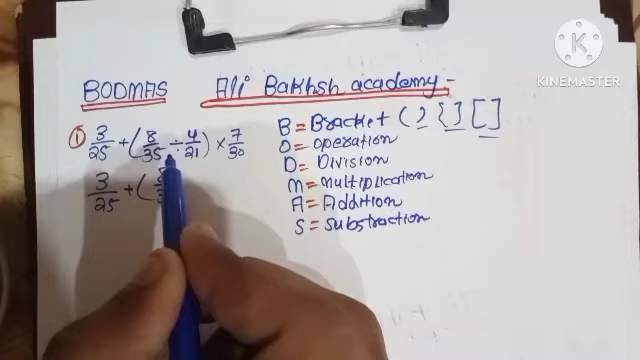 BODMAS Ali Bakhsh academy-
① 3/25 + (8/35 ÷ 4/21) × 7/30
3/25 + (
B = Bracket ( ) { } [ ]
O = operation
D = Division
M = multiplication
A = Addition
S = substraction
K
KINEMASTER